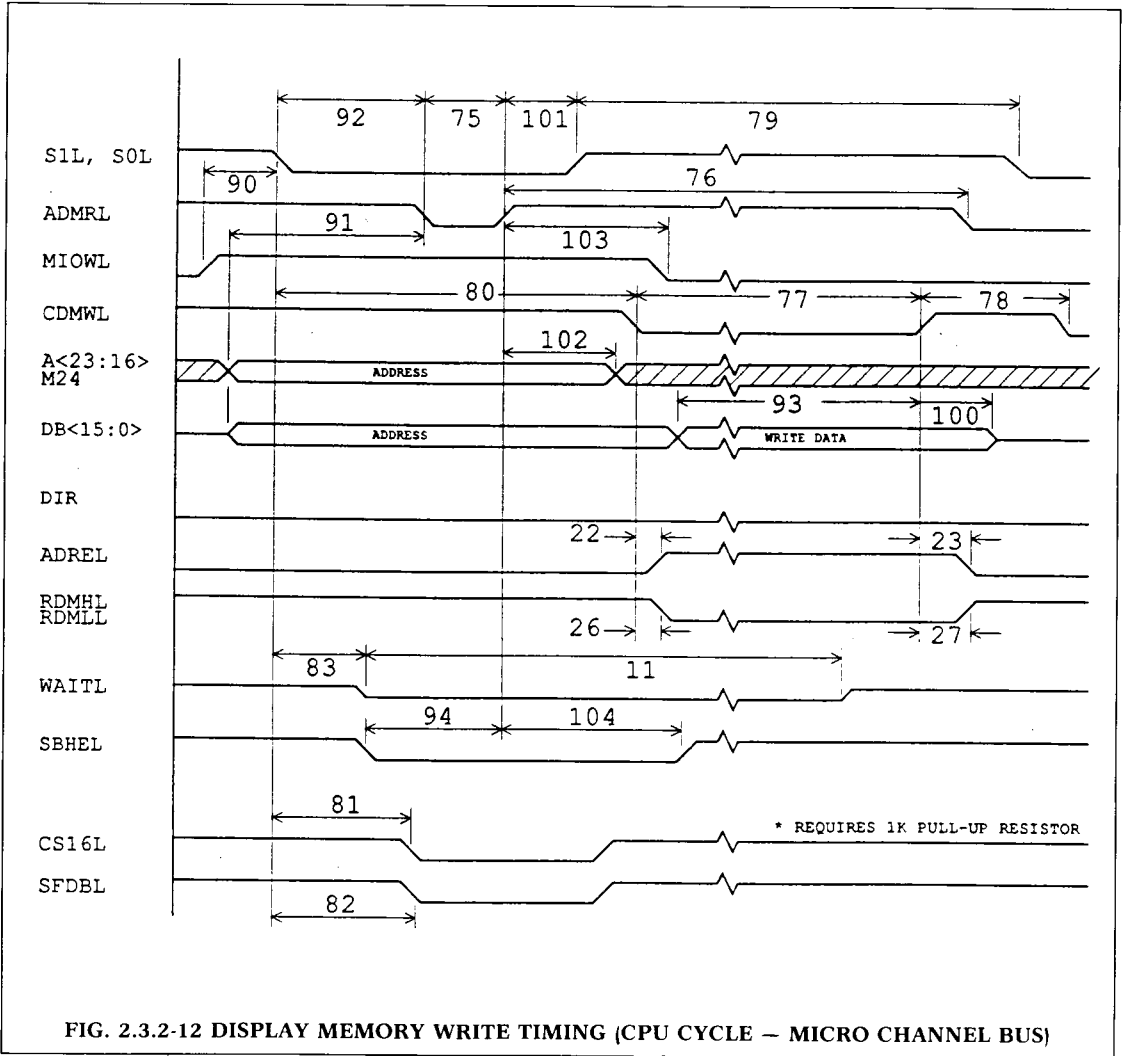 92 75 101 79
S1L, S0L
90 76
ADMRL
91 103
MIOWL
80 77 78
CDMWL
102
A<23:16>
M24
ADDRESS
93 100
DB<15:0>
ADDRESS WRITE DATA
DIR
22 23
ADREL
RDMHL
RDMLL
26 27
83 11
WAITL
94 104
SBHEL
81
* REQUIRES 1K PULL-UP RESISTOR
CS16L
SFDBL
82
FIG. 2.3.2-12 DISPLAY MEMORY WRITE TIMING (CPU CYCLE — MICRO CHANNEL BUS)